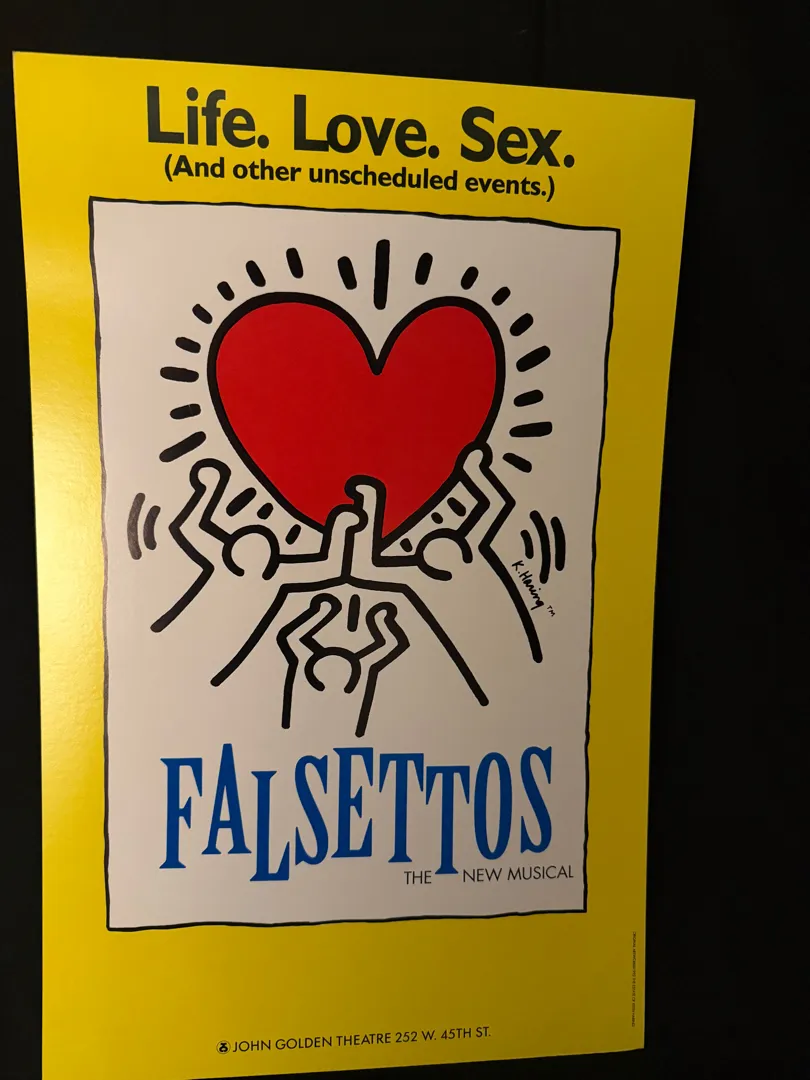 Life. Love. Sex.
(And other unscheduled events.)
K. Haring ™
FALSETTOS
THE NEW MUSICAL
JOHN GOLDEN THEATRE 252 W. 45TH ST.